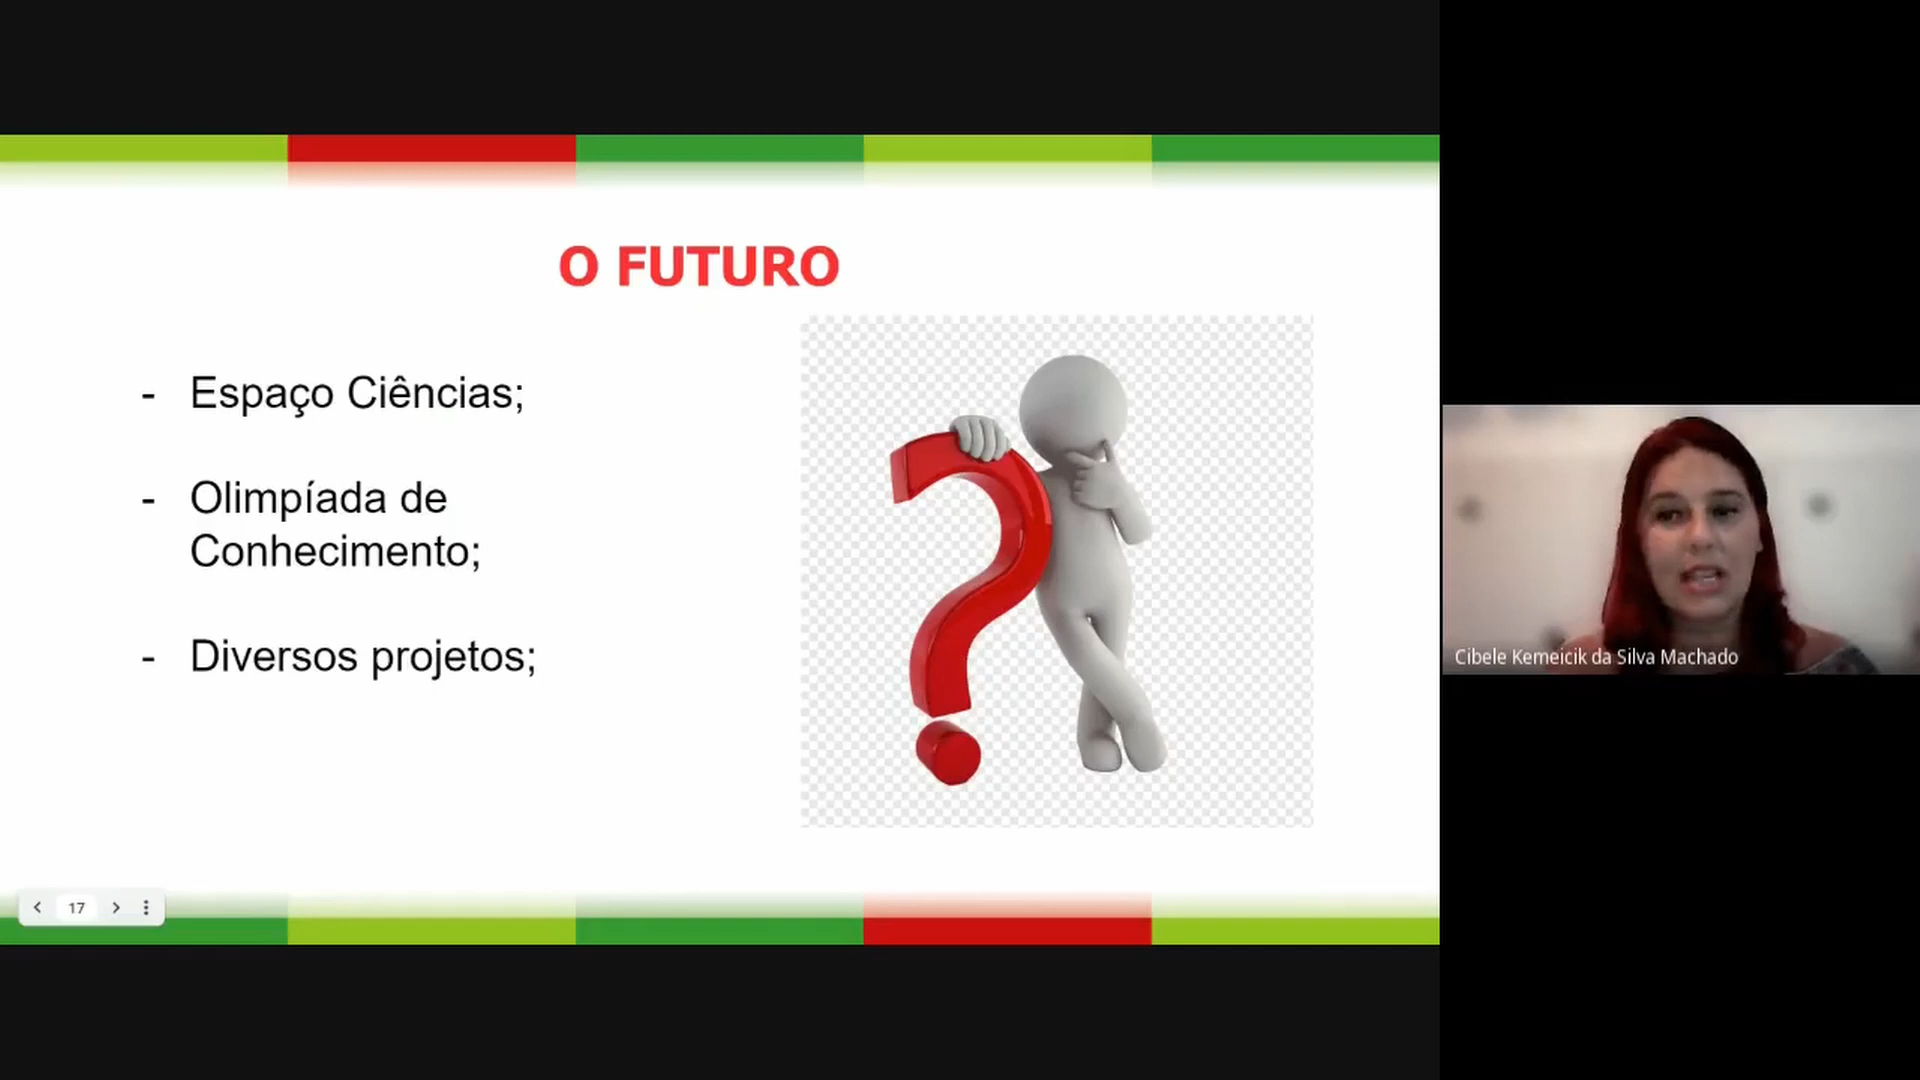 O FUTURO
- Espaço Ciências;
- Olimpíada de
Conhecimento;
- Diversos projetos;
17
Cibele Kemeicik da Silva Machado